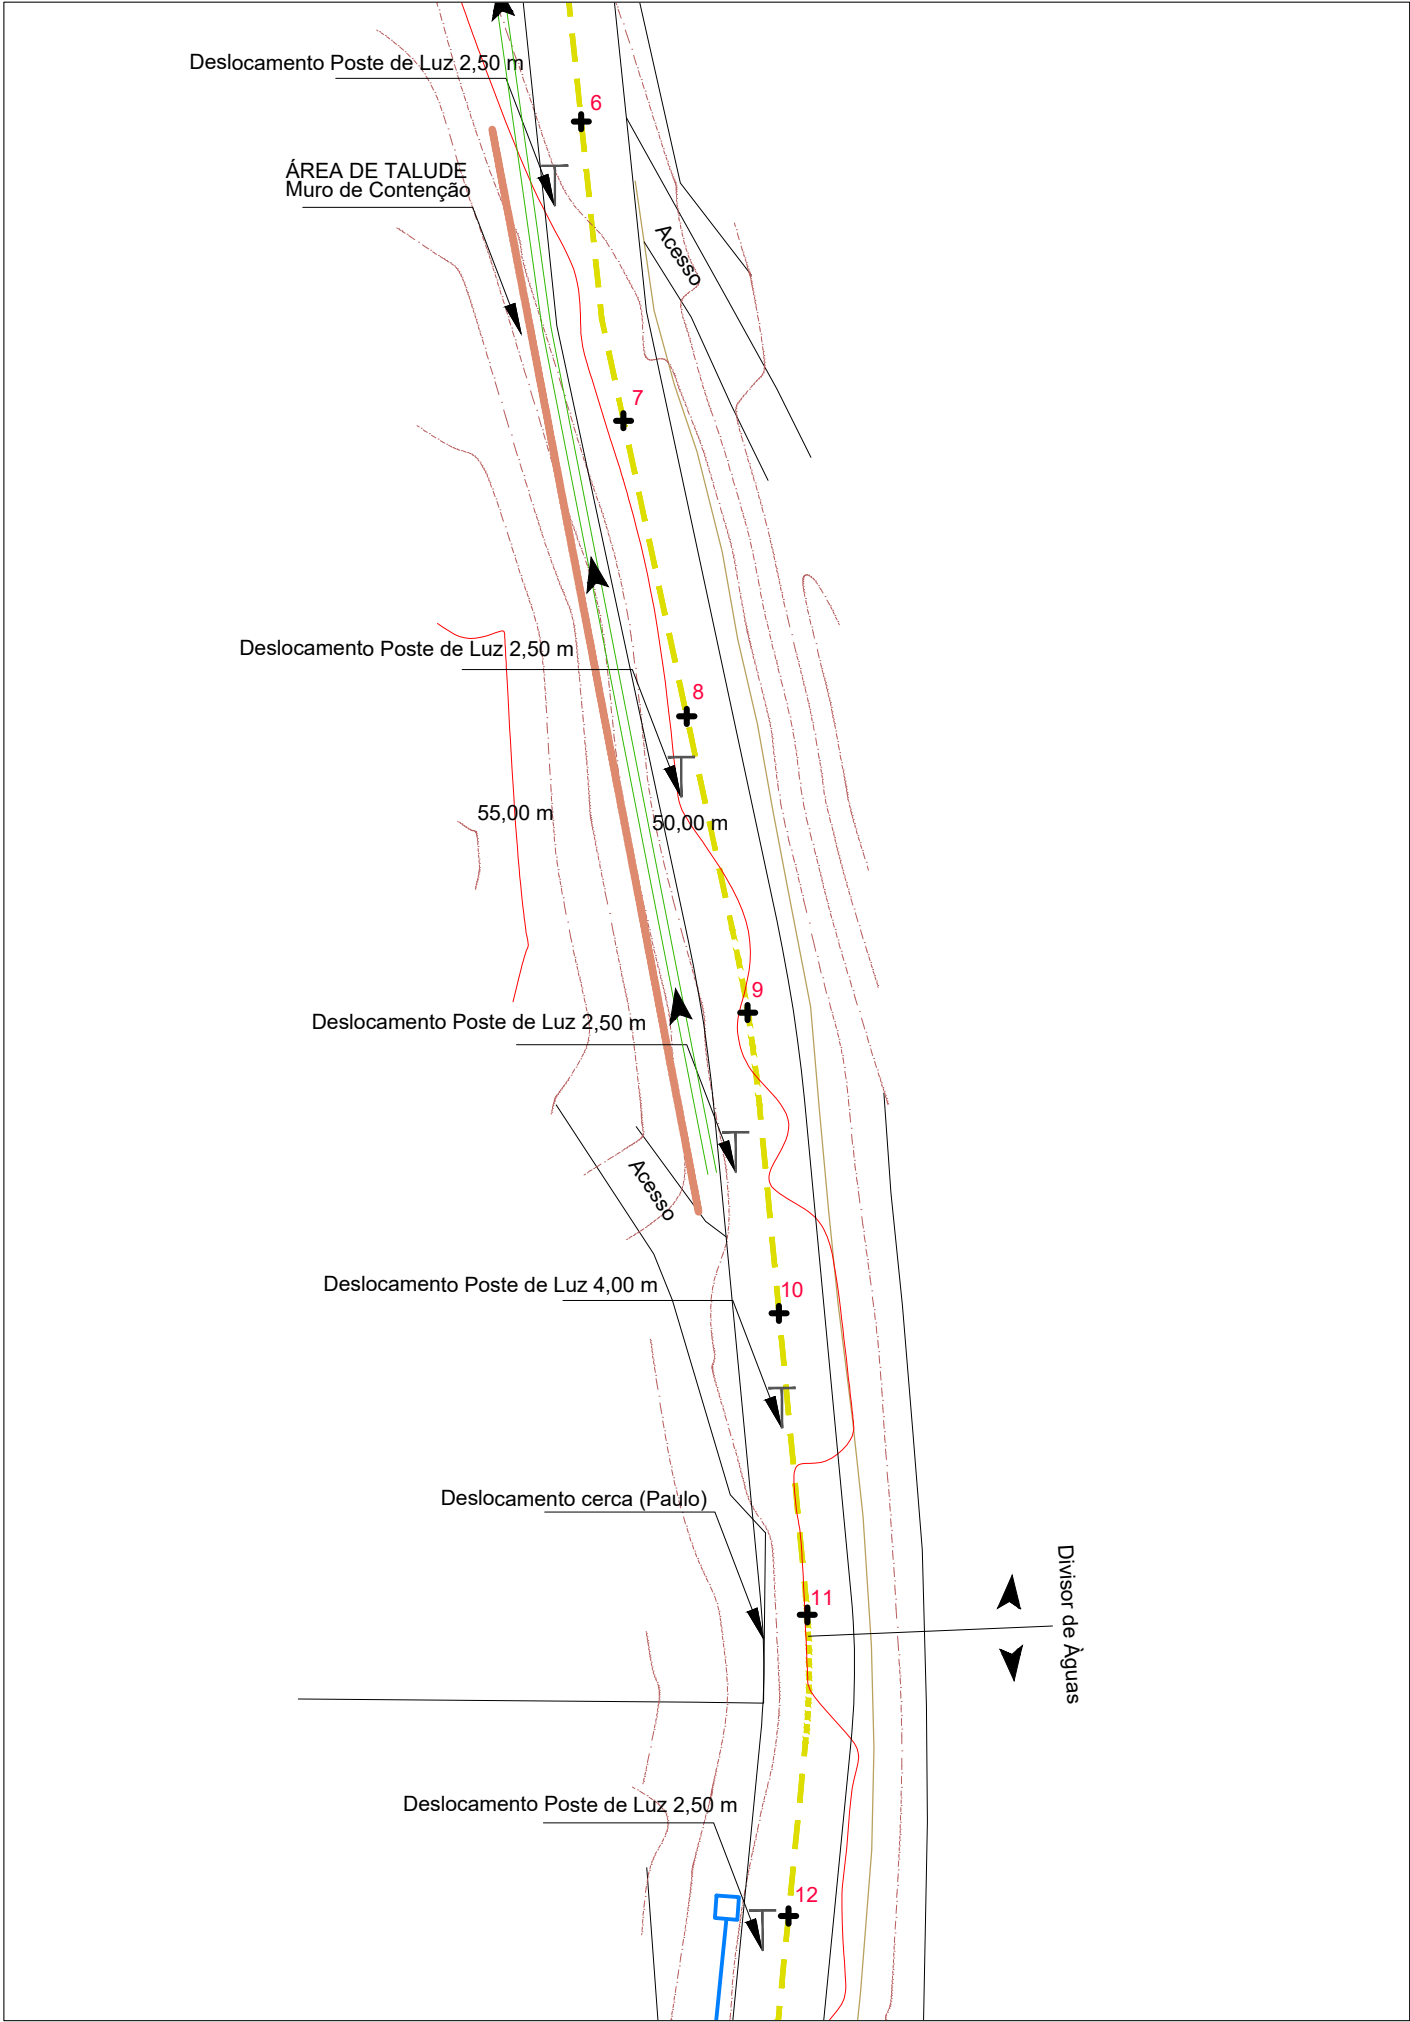 Deslocamento Poste de Luz 2,50 m
6
ÁREA DE TALUDE
Muro de Contenção
Acesso
7
Deslocamento Poste de Luz 2,50 m
8
55,00 m
50,00 m
9
Deslocamento Poste de Luz 2,50 m
Acesso
Deslocamento Poste de Luz 4,00 m
10
Deslocamento cerca (Paulo)
11
Divisor de Àguas
Deslocamento Poste de Luz 2,50 m
12